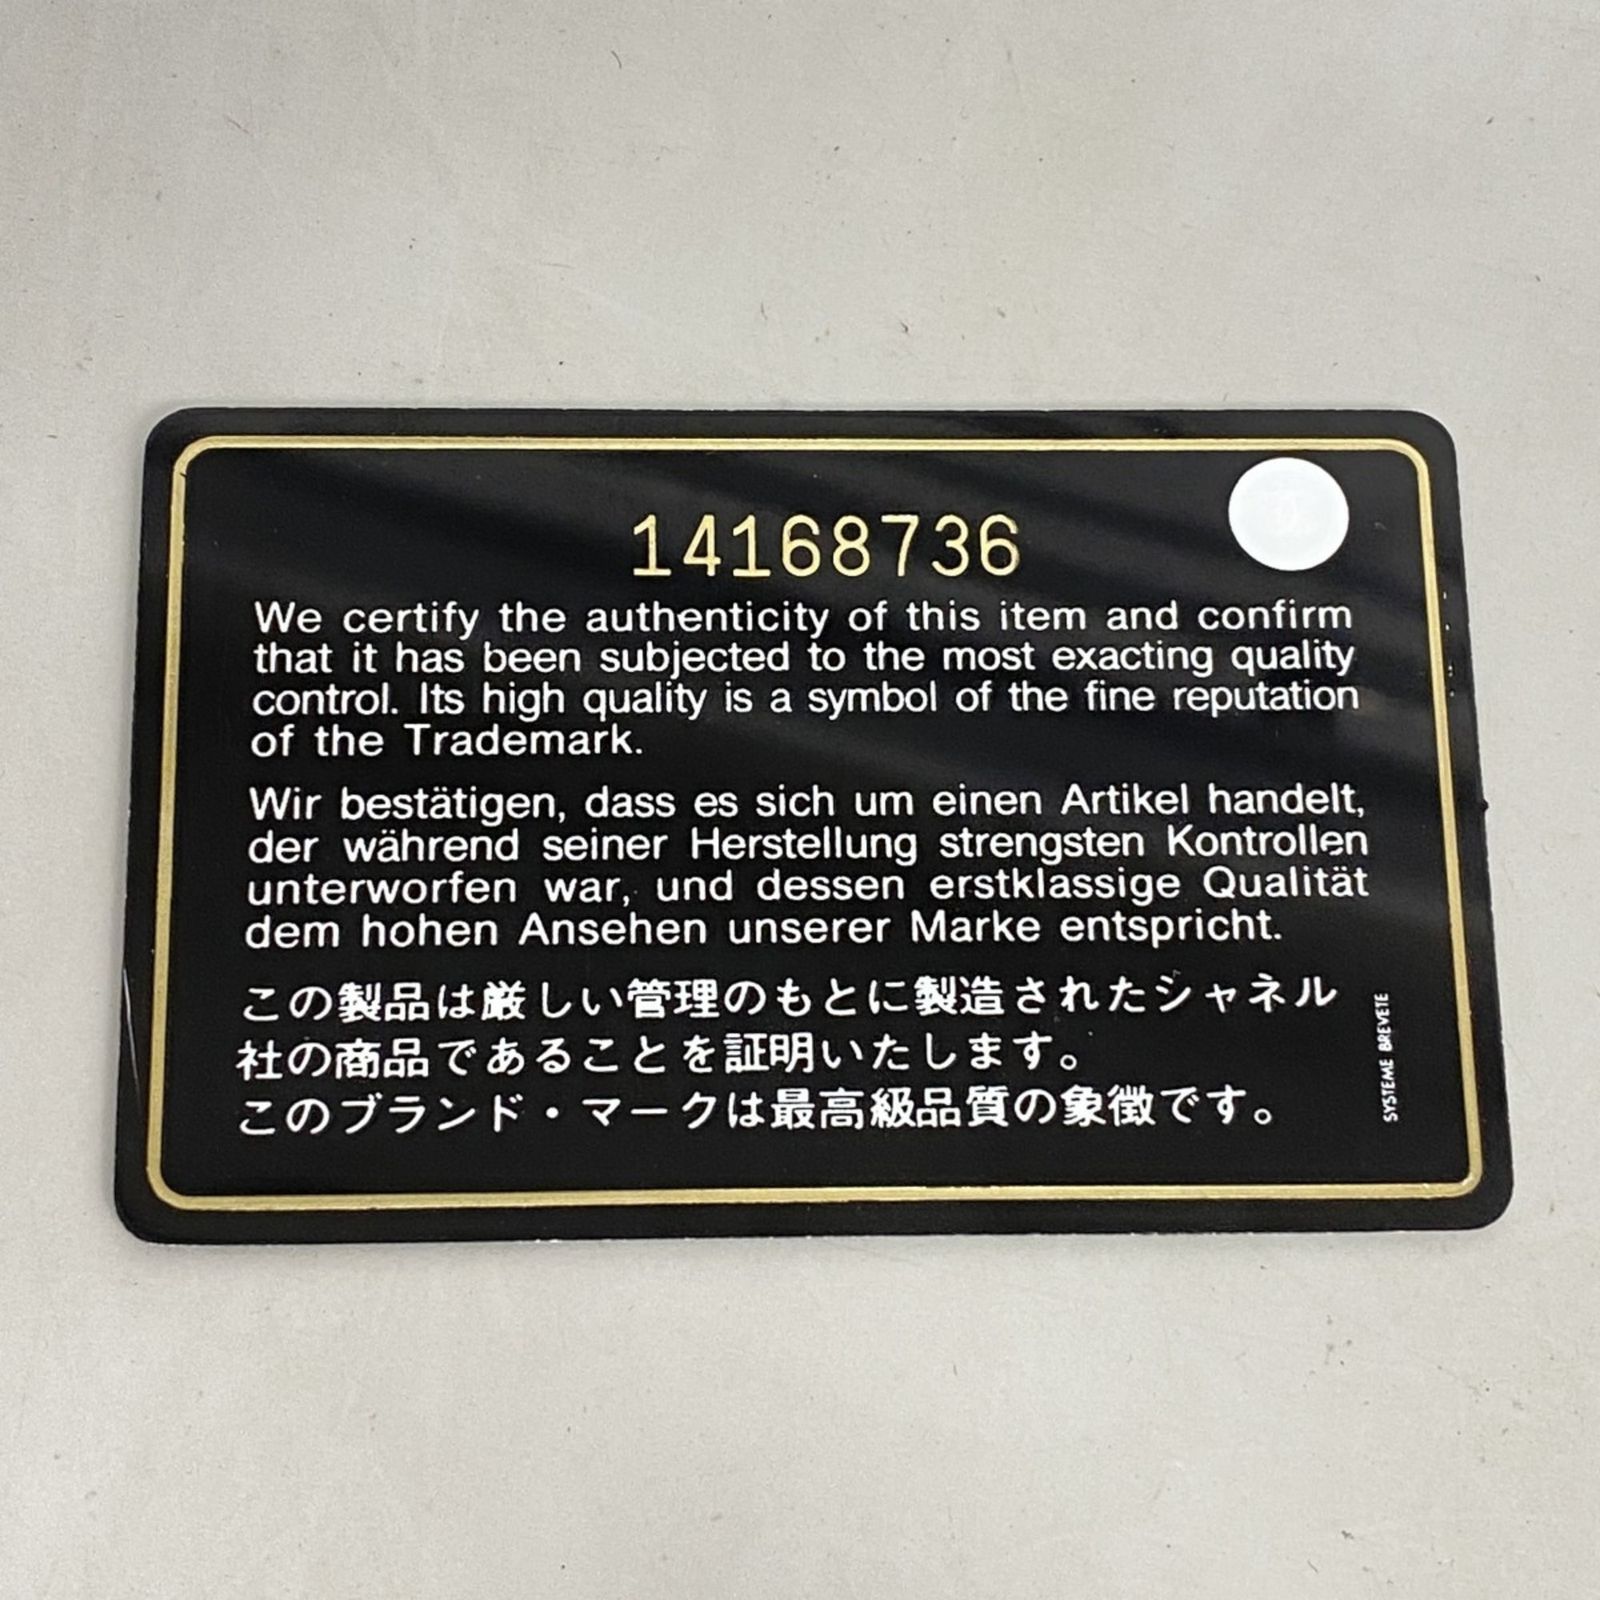 14168736
We certify the authenticity of this item and confirm
that it has been subjected to the most exacting quality
control. Its high quality is a symbol of the fine reputation
of the Trademark.
Wir bestätigen, dass es sich um einen Artikel handelt,
der während seiner Herstellung strengsten Kontrollen
unterworfen war, und dessen erstklassige Qualität
dem hohen Ansehen unserer Marke entspricht.
この製品は厳しい管理のもとに製造されたシャネル
社の商品であることを証明いたします。
このブランド・マークは最高級品質の象徴です。
SYSTEME BREVETE